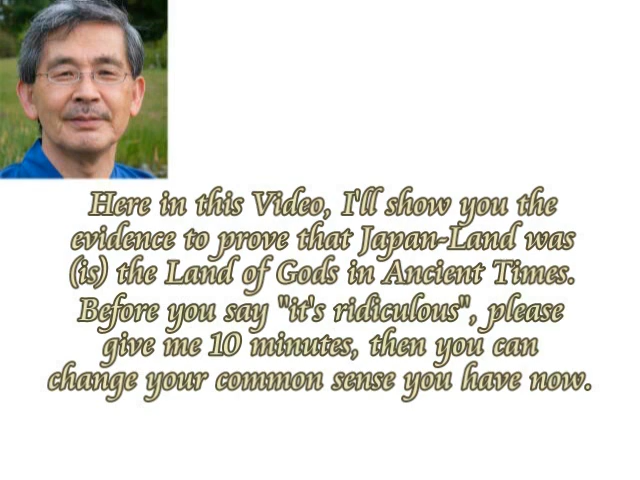 Here in this Video, I'll show you the
evidence to prove that Japan-Land was
(is) the Land of Gods in Ancient Times.
Before you say "it's ridiculous", please
give me 10 minutes, then you can
change your common sense you have now.